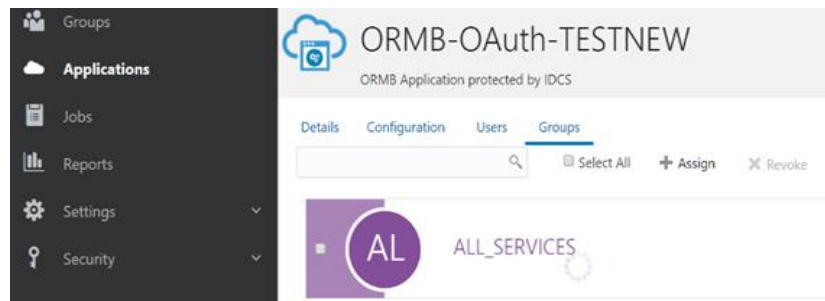 Groups
Applications
Jobs
Reports
Settings
Security
ORMB-OAuth-TESTNEW
ORMB Application protected by IDCS
Details Configuration Users Groups
Select All Assign Revoke
AL ALL_SERVICES